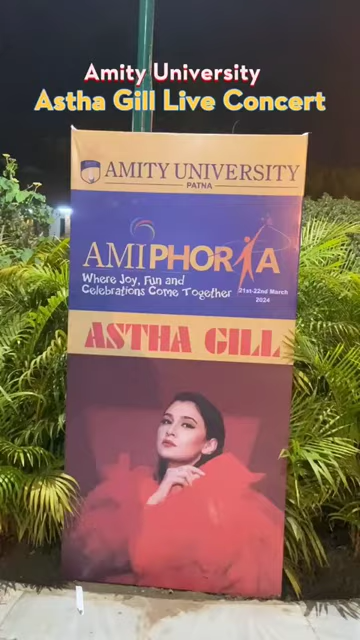 Amity University
Astha Gill Live Concert
AMITY UNIVERSITY
PATNA
AMIPHORIA
Where Joy, Fun and
Celebrations Come Together
21st-22nd March
2024
ASTHA GILL